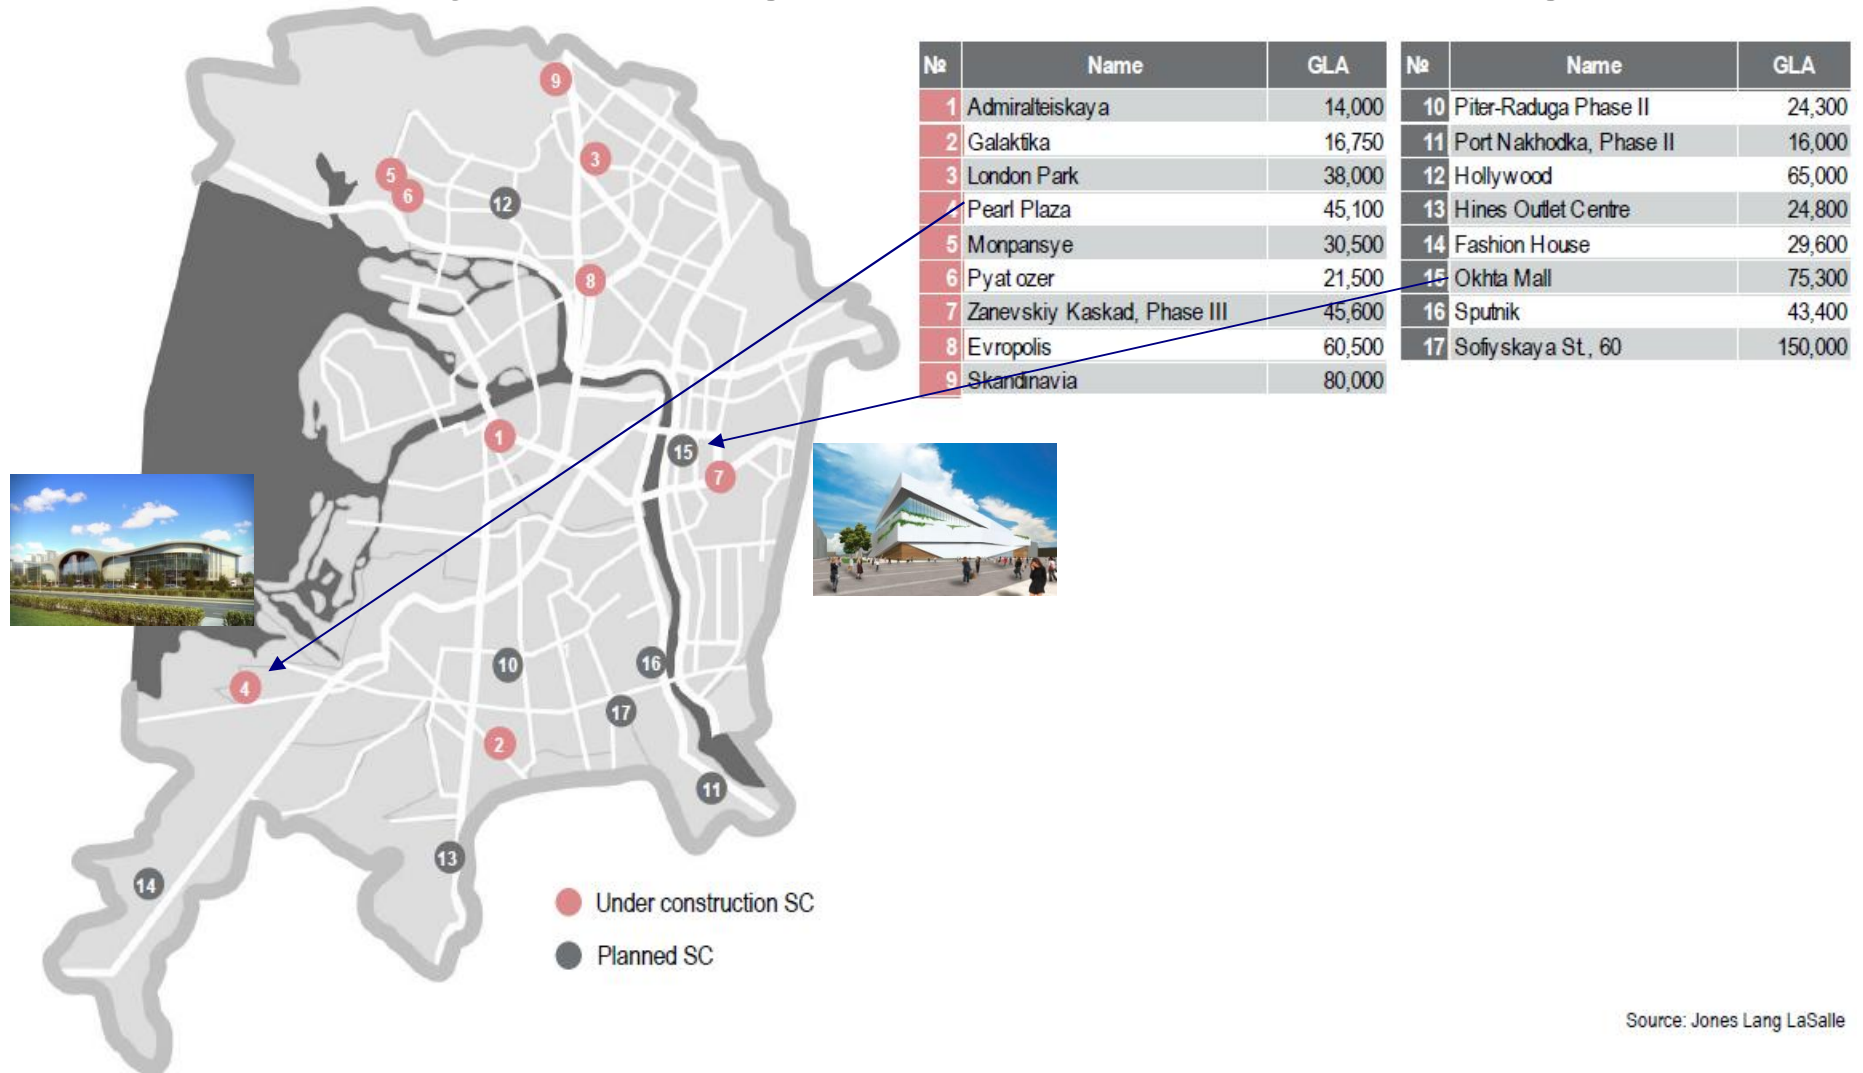 № Name GLA
1 Admiralteiskaya 14,000
2 Galaktika 16,750
3 London Park 38,000
4 Pearl Plaza 45,100
5 Monpansye 30,500
6 Pyat ozer 21,500
7 Zanevskiy Kaskad, Phase III 45,600
8 Evropolis 60,500
9 Skandinavia 80,000
№ Name GLA
10 Piter-Raduga Phase II 24,300
11 Port Nakhodka, Phase II 16,000
12 Hollywood 65,000
13 Hines Outlet Centre 24,800
14 Fashion House 29,600
15 Okhta Mall 75,300
16 Sputnik 43,400
17 Sofiyskaya St., 60 150,000
9
3
5
6
12
8
1
15
7
10
16
4
17
2
11
13
14
Under construction SC
Planned SC
Source: Jones Lang LaSalle